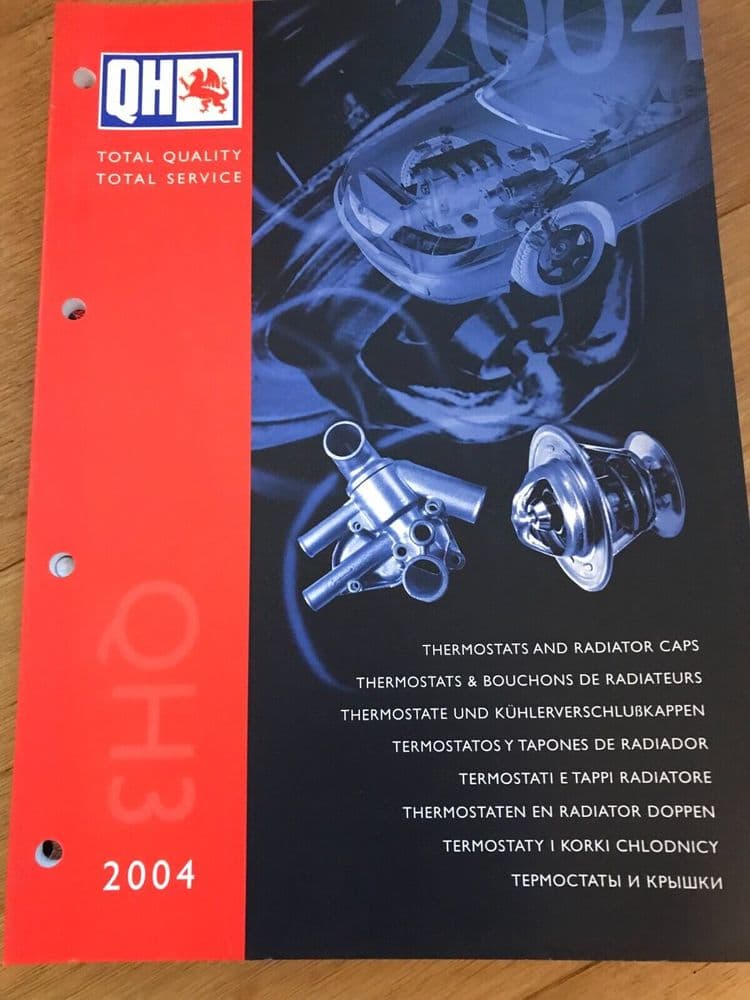 2004
QH
TOTAL QUALITY
TOTAL SERVICE
THERMOSTATS AND RADIATOR CAPS
THERMOSTATS & BOUCHONS DE RADIATEURS
THERMOSTATE UND KÜHLERVERSCHLUßKAPPEN
TERMOSTATOS Y TAPONES DE RADIADOR
TERMOSTATI E TAPPI RADIATORE
THERMOSTATEN EN RADIATOR DOPPEN
TERMOSTATY I KORKI CHLODNICY
ТЕРМОСТАТЫ И КРЫШКИ
QH3
2004